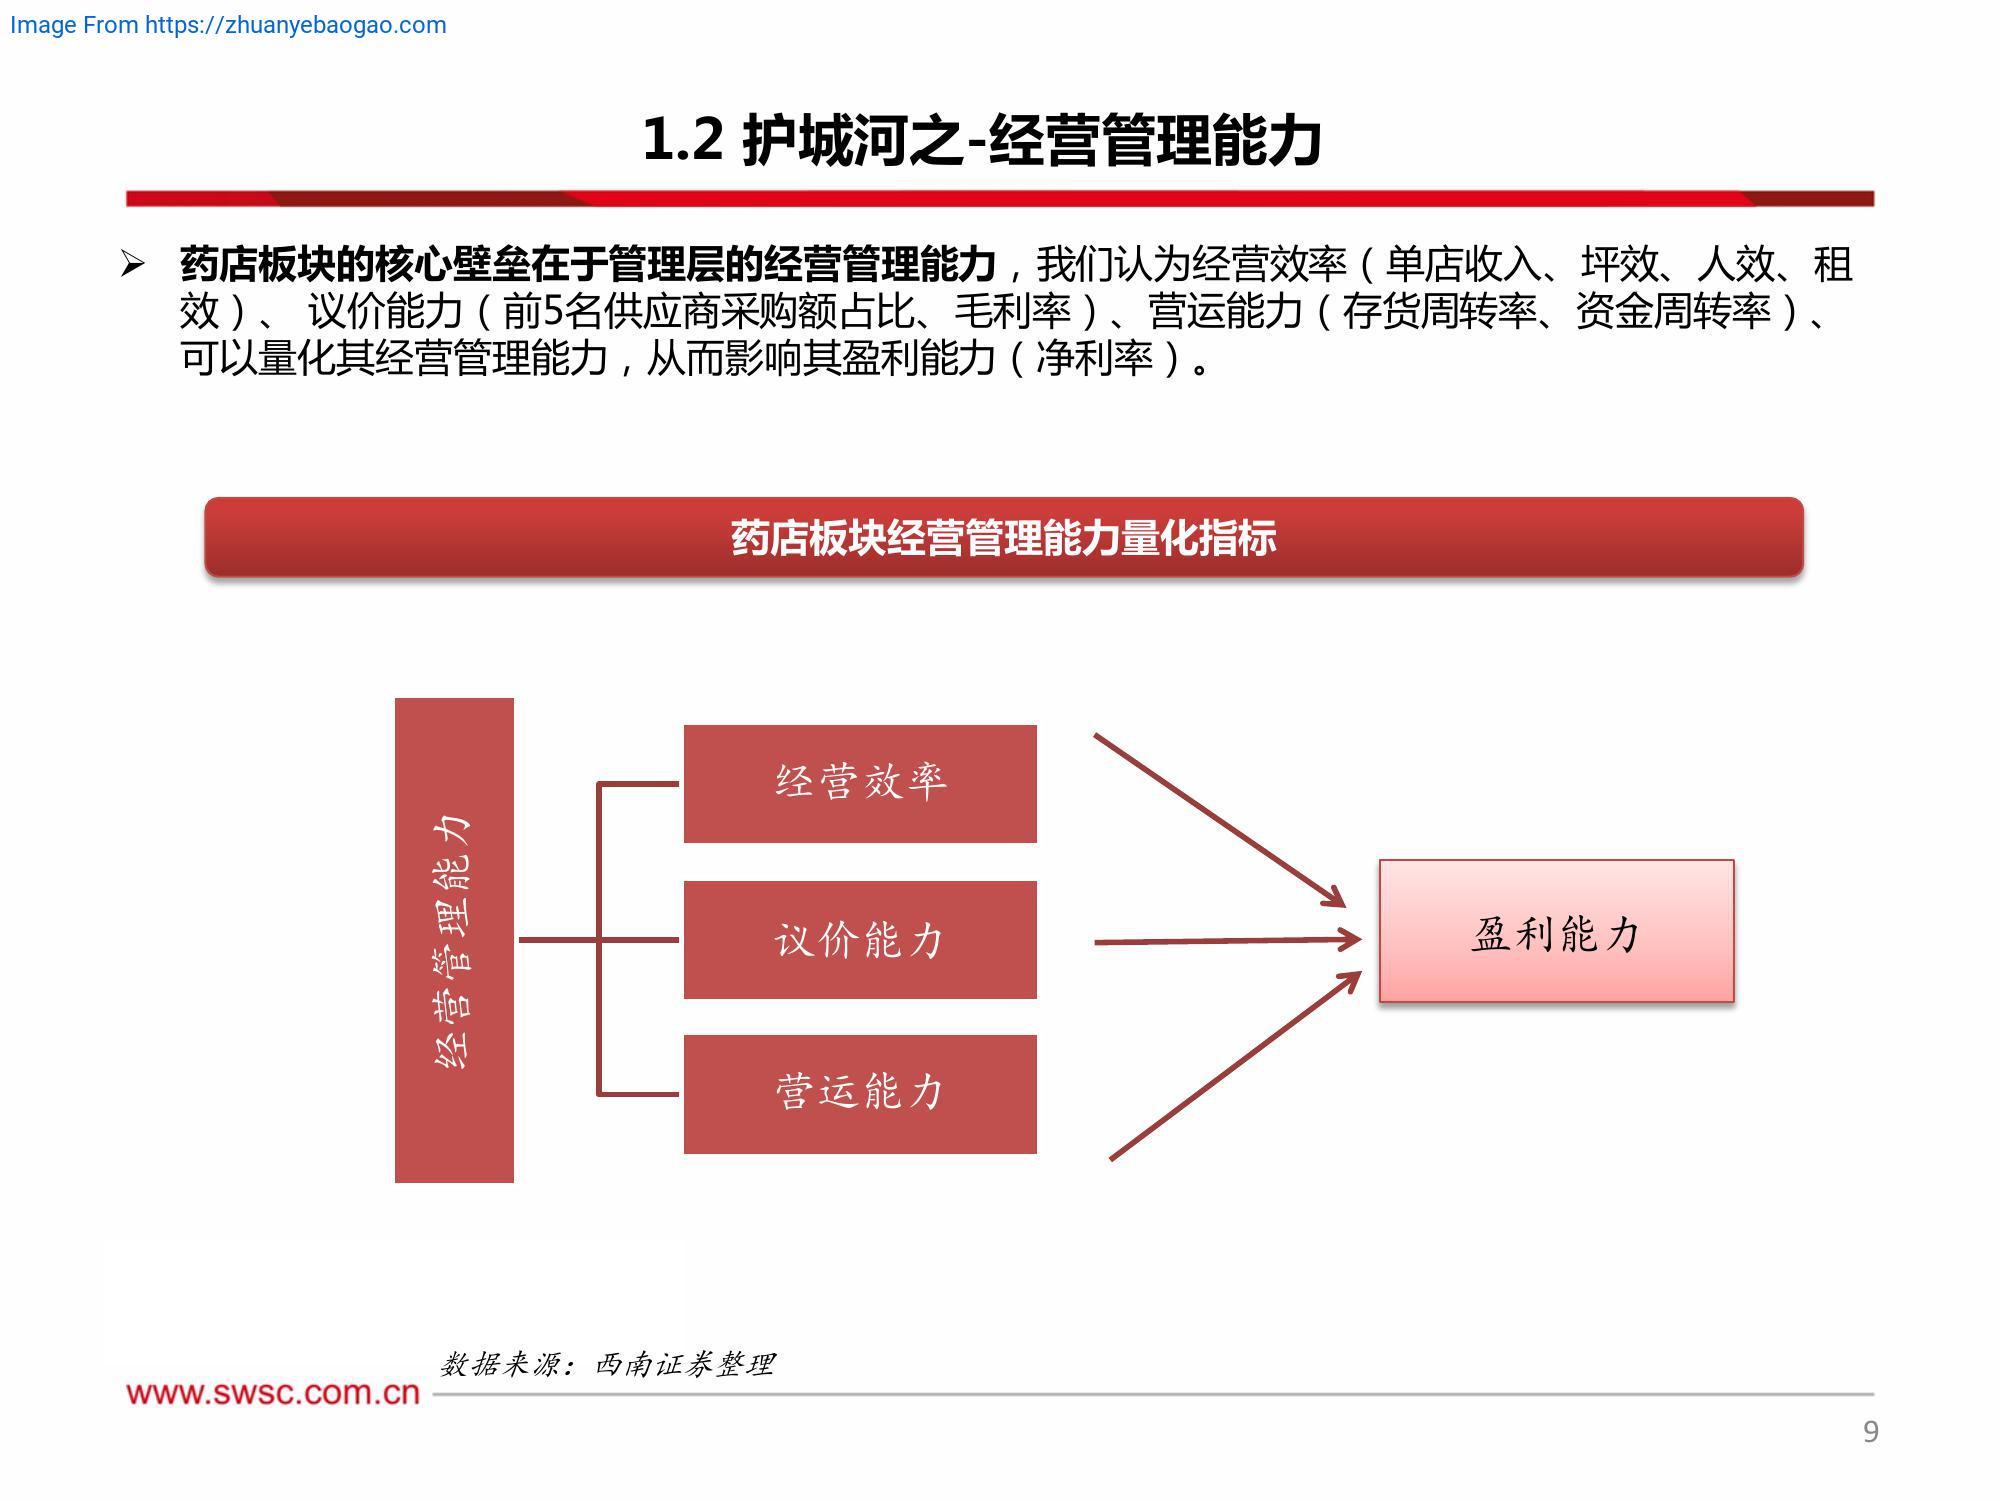 Image From https://zhuanyebaogao.com
1.2 护城河之-经营管理能力
➢ 药店板块的核心壁垒在于管理层的经营管理能力，我们认为经营效率（单店收入、坪效、人效、租
效）、 议价能力（前5名供应商采购额占比、毛利率）、营运能力（存货周转率、资金周转率）、
可以量化其经营管理能力，从而影响其盈利能力（净利率）。
药店板块经营管理能力量化指标
经营管理能力
经营效率
议价能力
营运能力
盈利能力
数据来源：西南证券整理
www.swsc.com.cn
9